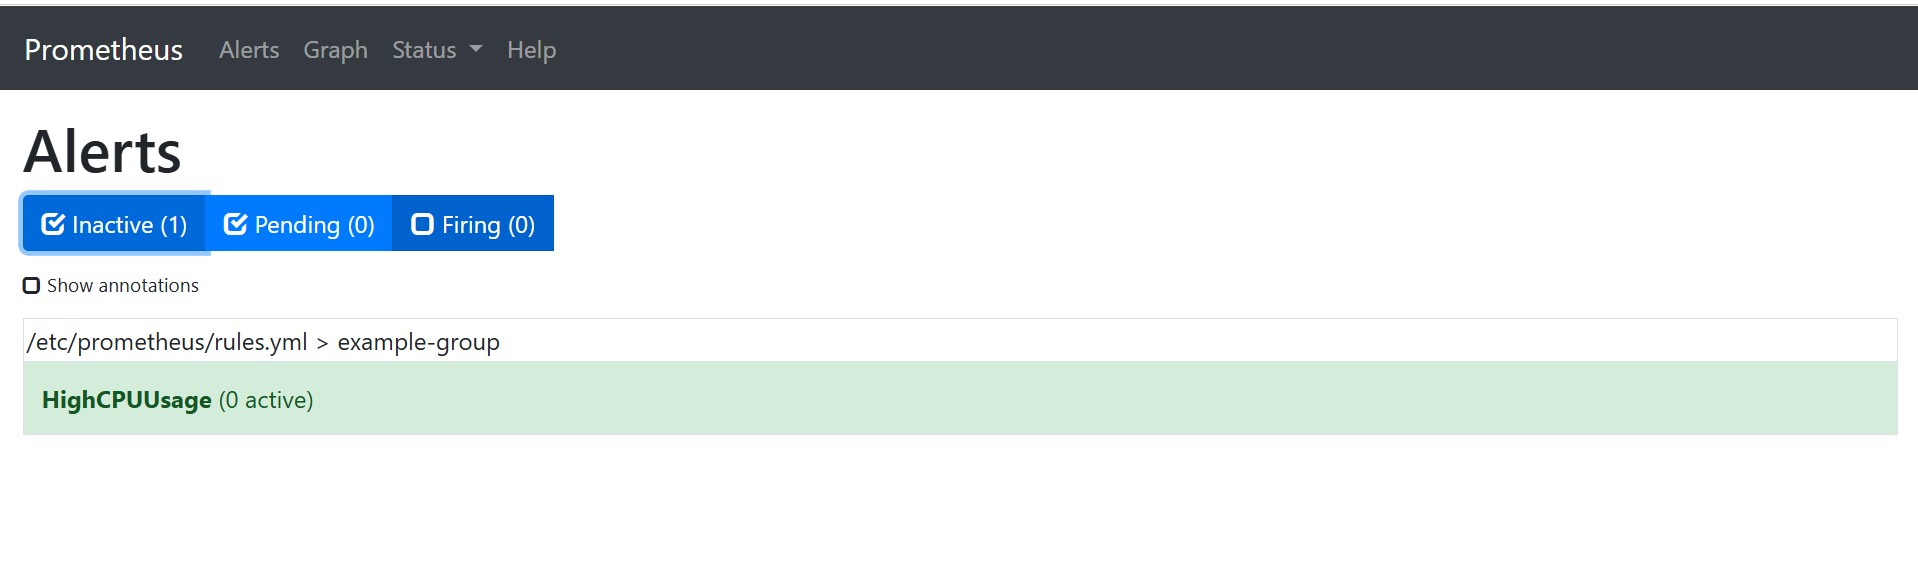 Prometheus Alerts Graph Status Help
Alerts
Inactive (1) Pending (0) Firing (0)
Show annotations
/etc/prometheus/rules.yml > example-group
HighCPUUsage (0 active)